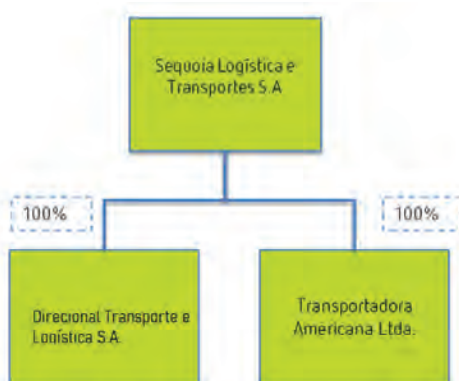 Sequoia Logística e
Transportes S.A
100%
100%
Direcional Transporte e
Logística S.A.
Transportadora
Americana Ltda.